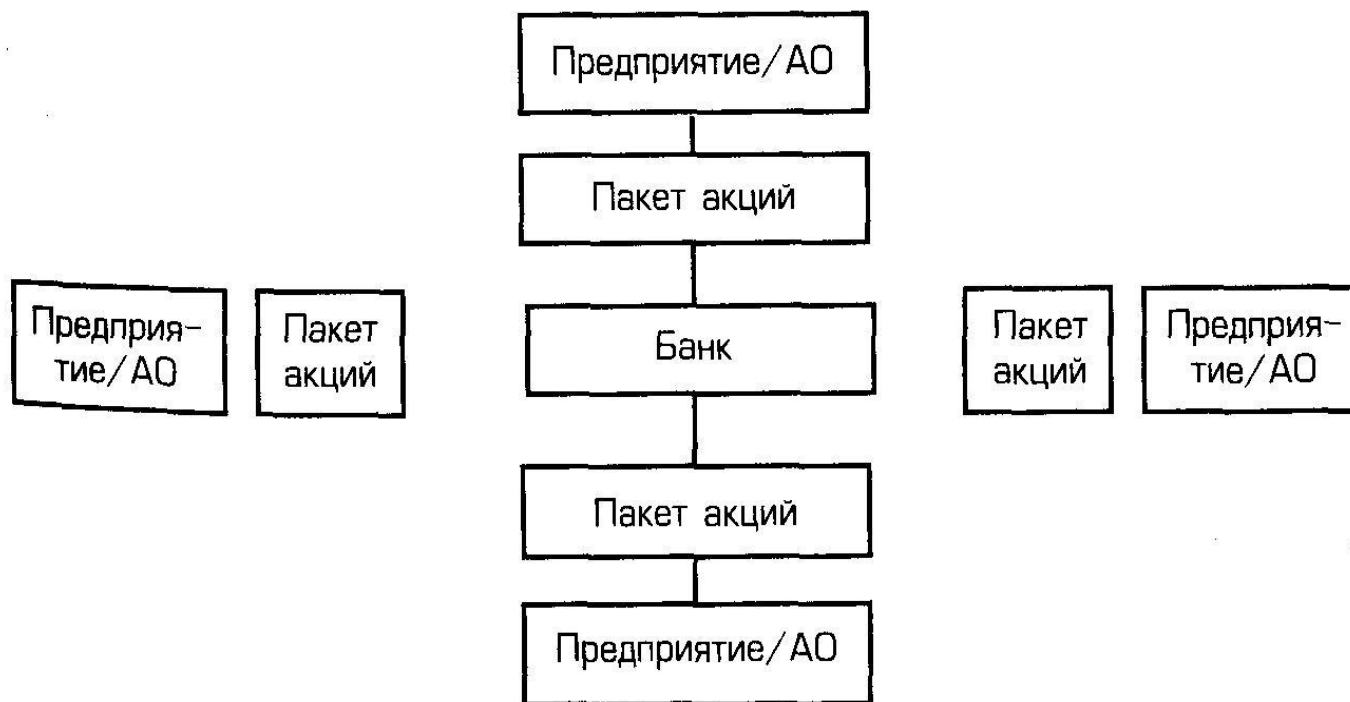 Предприятие/АО
Пакет акций
Предприя-
тие/АО
Пакет
акций
Банк
Пакет
акций
Предприя-
тие/АО
Пакет акций
Предприятие/АО